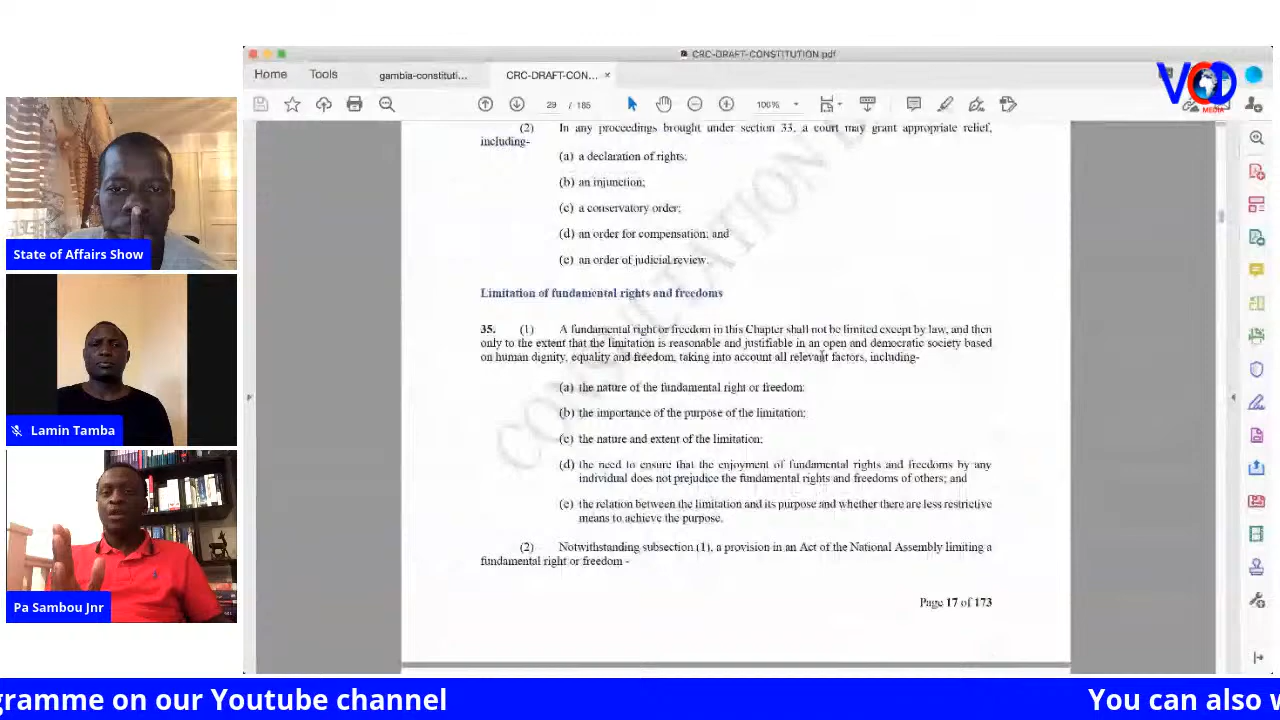 CRC-DRAFT-CONSTITUTION.pdf
Home
Tools
gambia-constituti...
CRC-DRAFT-CON... ×
VOD
MEDIA
29 / 185
100%
(2) In any proceedings brought under section 33, a court may grant appropriate relief,
including-
(a) a declaration of rights;
(b) an injunction;
(c) a conservatory order;
(d) an order for compensation; and
(e) an order of judicial review.
Limitation of fundamental rights and freedoms
35. (1) A fundamental right or freedom in this Chapter shall not be limited except by law, and then
only to the extent that the limitation is reasonable and justifiable in an open and democratic society based
on human dignity, equality and freedom, taking into account all relevant factors, including-
(a) the nature of the fundamental right or freedom;
(b) the importance of the purpose of the limitation;
(c) the nature and extent of the limitation;
(d) the need to ensure that the enjoyment of fundamental rights and freedoms by any
individual does not prejudice the fundamental rights and freedoms of others; and
(e) the relation between the limitation and its purpose and whether there are less restrictive
means to achieve the purpose.
(2) Notwithstanding subsection (1), a provision in an Act of the National Assembly limiting a
fundamental right or freedom -
Page 17 of 173
State of Affairs Show
Lamin Tamba
Pa Sambou Jnr
gramme on our Youtube channel
You can also w